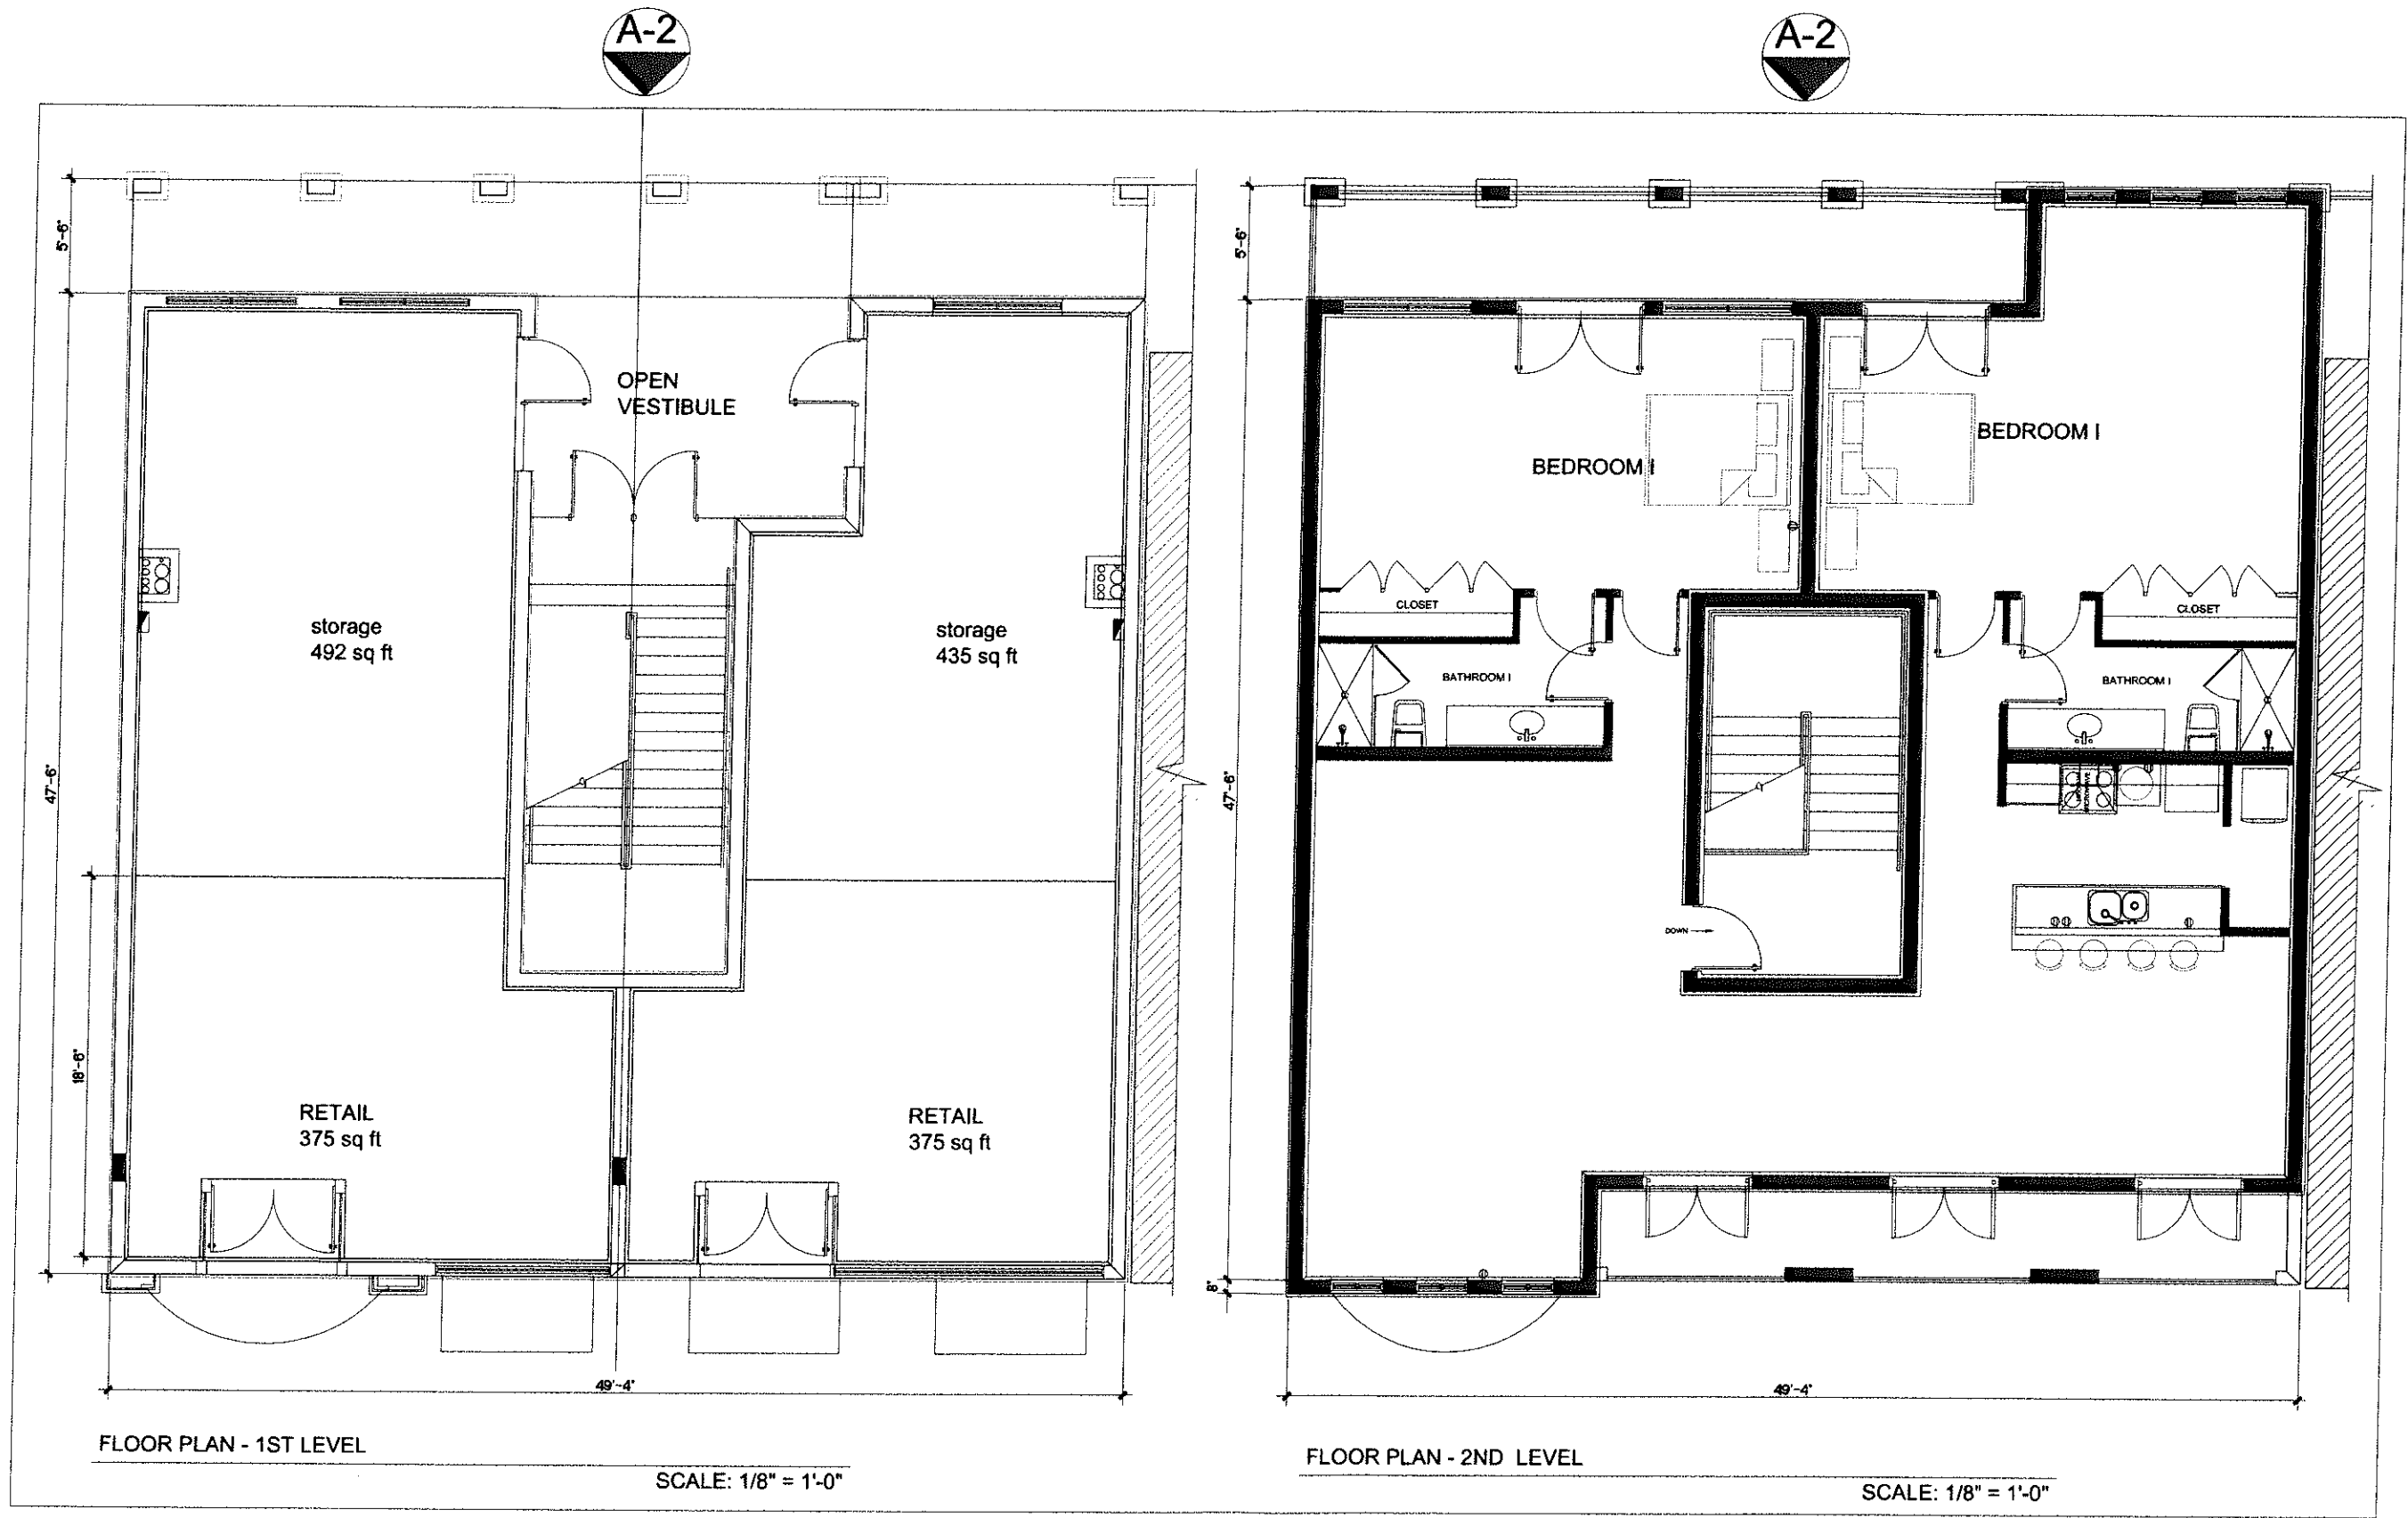 A-2
A-2
5'-6"
5'-6"
OPEN
VESTIBULE
BEDROOM I
BEDROOM I
CLOSET
CLOSET
storage
492 sq ft
storage
435 sq ft
BATHROOM I
BATHROOM I
47'-6"
47'-6"
DOWN
18'-6"
RETAIL
375 sq ft
RETAIL
375 sq ft
8"
49'-4"
49'-4"
FLOOR PLAN - 1ST LEVEL
SCALE: 1/8" = 1'-0"
FLOOR PLAN - 2ND LEVEL
SCALE: 1/8" = 1'-0"